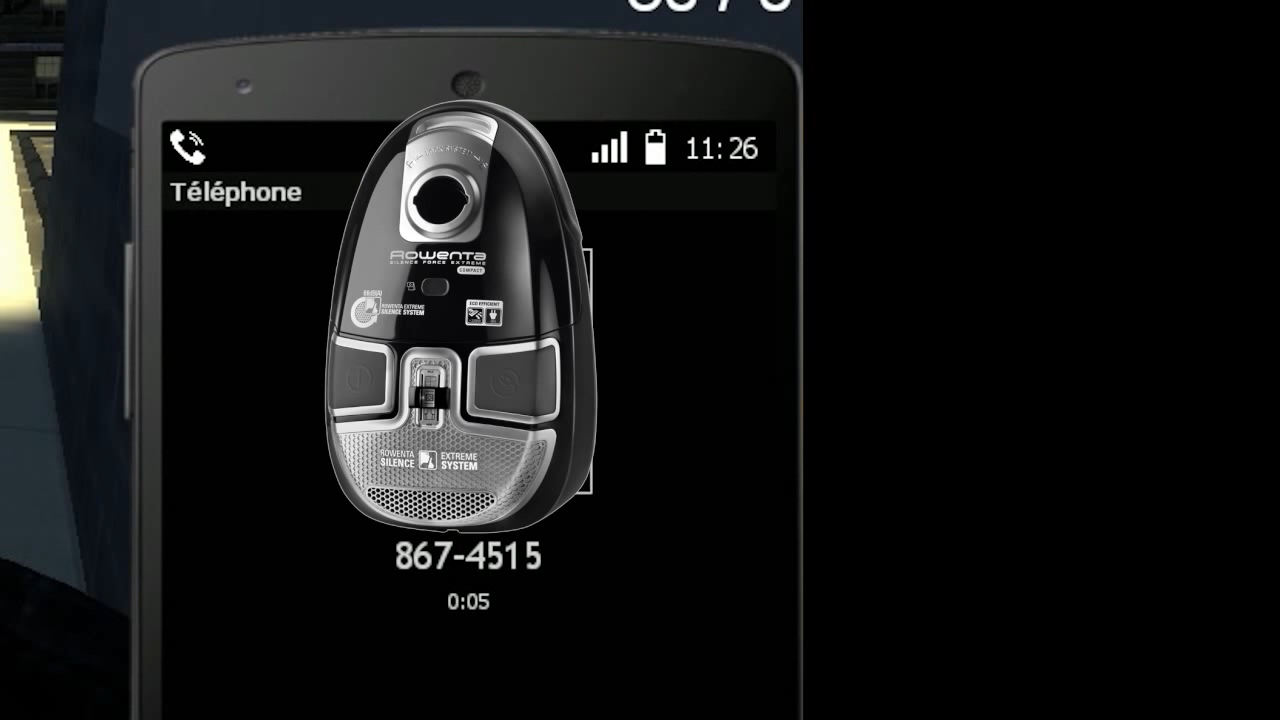 11:26
Téléphone
Rowenta
SILENCE FORCE EXTREME
COMPACT
ROWENTA EXTREME
SILENCE SYSTEM
ECO EFFICIENT
ROWENTA EXTREME
SILENCE SYSTEM
867-4515
0:05